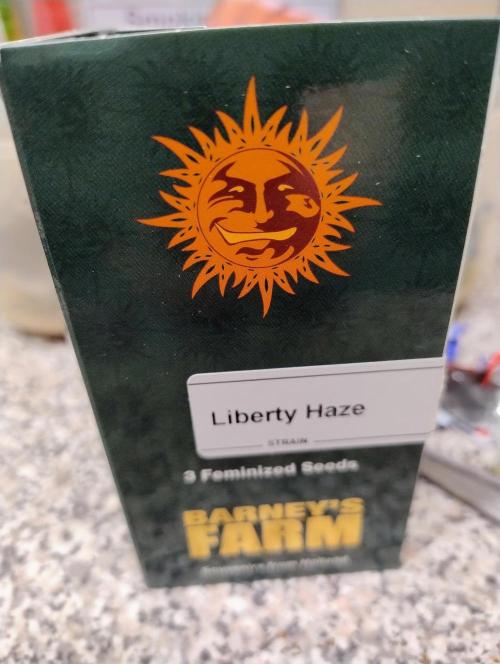 Liberty Haze
STRAIN
3 Feminized Seeds
BARNEY'S
FARM